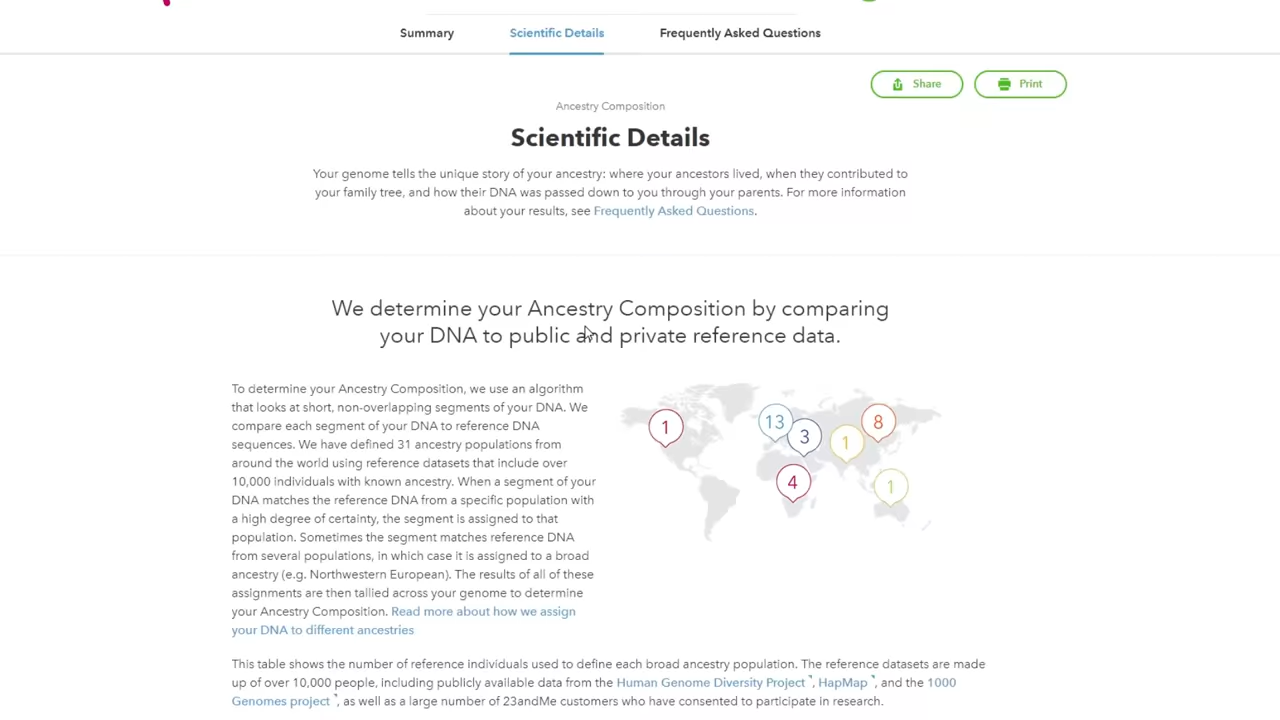 Summary Scientific Details Frequently Asked Questions
Share Print
Ancestry Composition
Scientific Details
Your genome tells the unique story of your ancestry: where your ancestors lived, when they contributed to
your family tree, and how their DNA was passed down to you through your parents. For more information
about your results, see Frequently Asked Questions.
We determine your Ancestry Composition by comparing
your DNA to public and private reference data.
To determine your Ancestry Composition, we use an algorithm
that looks at short, non-overlapping segments of your DNA. We
compare each segment of your DNA to reference DNA
sequences. We have defined 31 ancestry populations from
around the world using reference datasets that include over
10,000 individuals with known ancestry. When a segment of your
DNA matches the reference DNA from a specific population with
a high degree of certainty, the segment is assigned to that
population. Sometimes the segment matches reference DNA
from several populations, in which case it is assigned to a broad
ancestry (e.g. Northwestern European). The results of all of these
assignments are then tallied across your genome to determine
your Ancestry Composition. Read more about how we assign
your DNA to different ancestries
1
13
3
1
8
4
1
This table shows the number of reference individuals used to define each broad ancestry population. The reference datasets are made
up of over 10,000 people, including publicly available data from the Human Genome Diversity Project, HapMap, and the 1000
Genomes project, as well as a large number of 23andMe customers who have consented to participate in research.